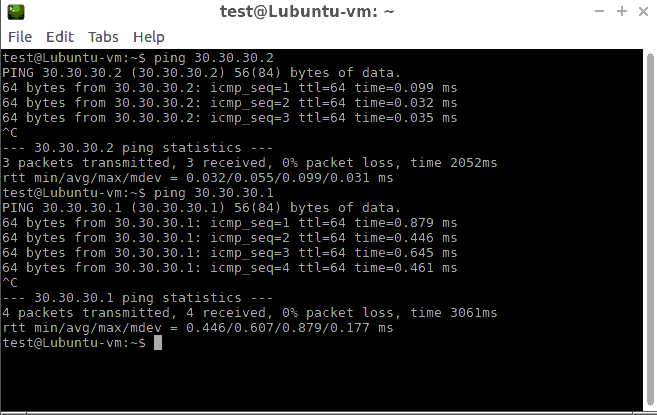 test@Lubuntu-vm: ~
File Edit Tabs Help
test@Lubuntu-vm:~$ ping 30.30.30.2
PING 30.30.30.2 (30.30.30.2) 56(84) bytes of data.
64 bytes from 30.30.30.2: icmp_seq=1 ttl=64 time=0.099 ms
64 bytes from 30.30.30.2: icmp_seq=2 ttl=64 time=0.032 ms
64 bytes from 30.30.30.2: icmp_seq=3 ttl=64 time=0.035 ms
^C
--- 30.30.30.2 ping statistics ---
3 packets transmitted, 3 received, 0% packet loss, time 2052ms
rtt min/avg/max/mdev = 0.032/0.055/0.099/0.031 ms
test@Lubuntu-vm:~$ ping 30.30.30.1
PING 30.30.30.1 (30.30.30.1) 56(84) bytes of data.
64 bytes from 30.30.30.1: icmp_seq=1 ttl=64 time=0.879 ms
64 bytes from 30.30.30.1: icmp_seq=2 ttl=64 time=0.446 ms
64 bytes from 30.30.30.1: icmp_seq=3 ttl=64 time=0.645 ms
64 bytes from 30.30.30.1: icmp_seq=4 ttl=64 time=0.461 ms
^C
--- 30.30.30.1 ping statistics ---
4 packets transmitted, 4 received, 0% packet loss, time 3061ms
rtt min/avg/max/mdev = 0.446/0.607/0.879/0.177 ms
test@Lubuntu-vm:~$